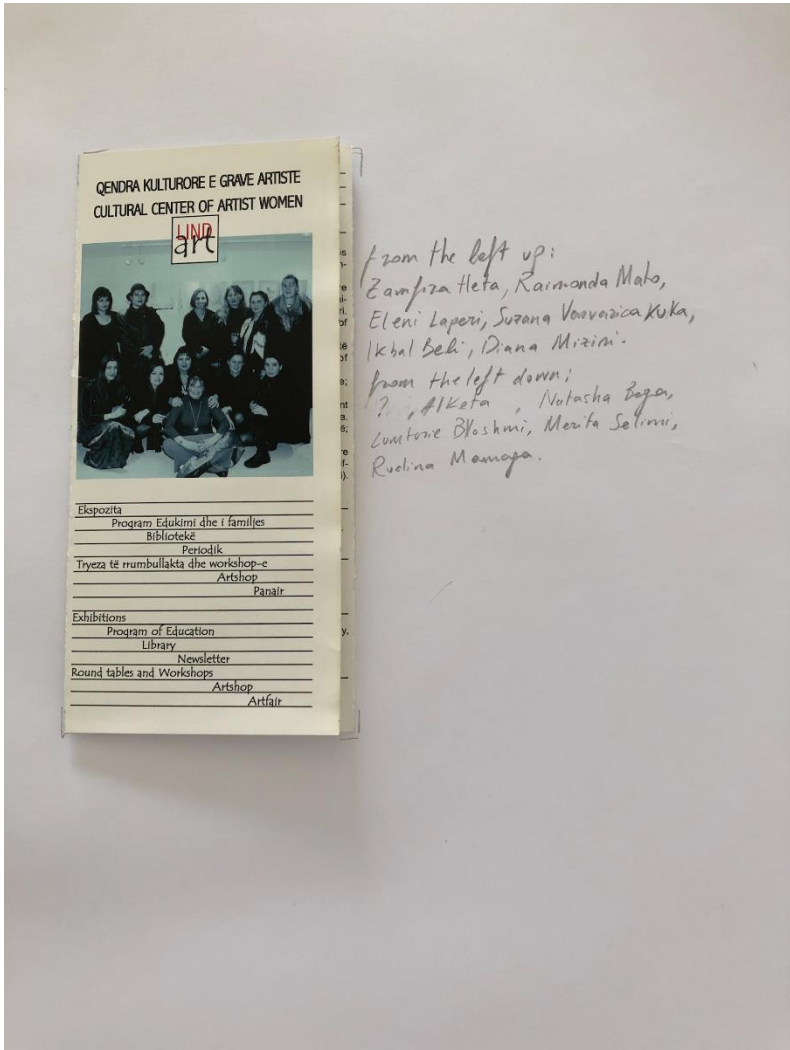 QENDRA KULTURORE E GRAVE ARTISTE
CULTURAL CENTER OF ARTIST WOMEN
LIND
art
Ekspozita
Program Edukimi dhe i familjes
Bibliotekë
Periodik
Tryeza të rrumbullakta dhe workshop-e
Artshop
Panair
Exhibitions
Program of Education
Library
Newsletter
Round tables and Workshops
Artshop
Artfair
from the left up:
Zamfira Heta, Raimonda Mato,
Eleni Laperi, Suzana Varvarica Kuka,
Ikbal Beli, Diana Mizini.
from the left down:
?, Alketa , Natasha Bega,
Lumturie Blloshmi, Merita Selimi,
Rudina Memaga.